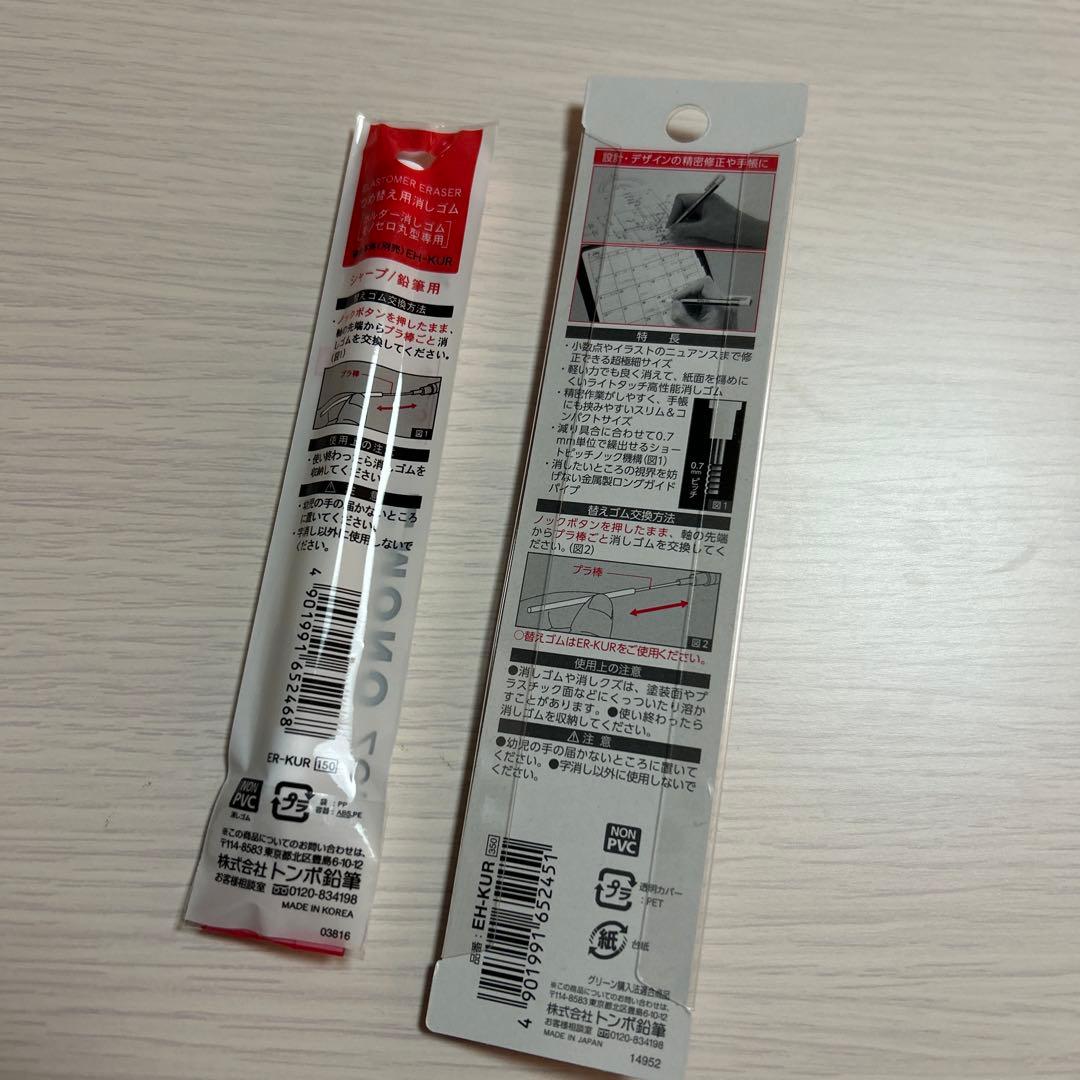 ELASTOMER ERASER
つめ替え用消しゴム
ホルダー消しゴム
モノゼロ丸型専用
(別売)EH-KUR
シャープ/鉛筆用
替えゴム交換方法
・ノックボタンを押したまま、
軸の先端からプラ棒ごと消
しゴムを交換してください。
(図1)
プラ棒
図1
使用上の注意
・使い終わったら消しゴムを
収納してください。
⚠ 注 意
・幼児の手の届かないところ
に置いてください。
・字消し以外に使用しないで
ください。
4 901991 652468
MONO
ER-KUR 150
NON
PVC
消しゴム
プラ
袋 : PP
容器 : ABS,PE
※この商品についてのお問い合わせは、
〒114-8583 東京都北区豊島6-10-12
株式会社トンボ鉛筆
お客様相談室 0120-834198
MADE IN KOREA
03816
設計・デザインの精密修正や手帳に
特 長
・小数点やイラストのニュアンスまで修
正できる超極細サイズ
・軽い力でも良く消えて、紙面を傷めに
くいライトタッチ高性能消しゴム
・精密作業がしやすく、手帳
にも挟みやすいスリム&コ
ンパクトサイズ
・減り具合に合わせて0.7
mm単位で繰出せるショー
トピッチノック機構(図1)
・消したいところの視界を妨
げない金属製ロングガイド
パイプ
0.7
mm
ピッチ
図1
替えゴム交換方法
ノックボタンを押したまま、軸の先端
からプラ棒ごと消しゴムを交換してく
ださい。(図2)
プラ棒
図2
○替えゴムはER-KURをご使用ください。
使用上の注意
●消しゴムや消しクズは、塗装面やプ
ラスチック面などにくっついたり溶か
すことがあります。●使い終わったら
消しゴムを収納してください。
⚠ 注 意
●幼児の手の届かないところに置いて
ください。●字消し以外に使用しないで
ください。
品番 : EH-KUR 350
4 901991 652451
NON
PVC
プラ
透明カバー
: PET
紙
台紙
グリーン購入法適合商品
※この商品についてのお問い合わせは、
〒114-8583 東京都北区豊島6-10-12
株式会社トンボ鉛筆
お客様相談室 0120-834198
MADE IN JAPAN
14952